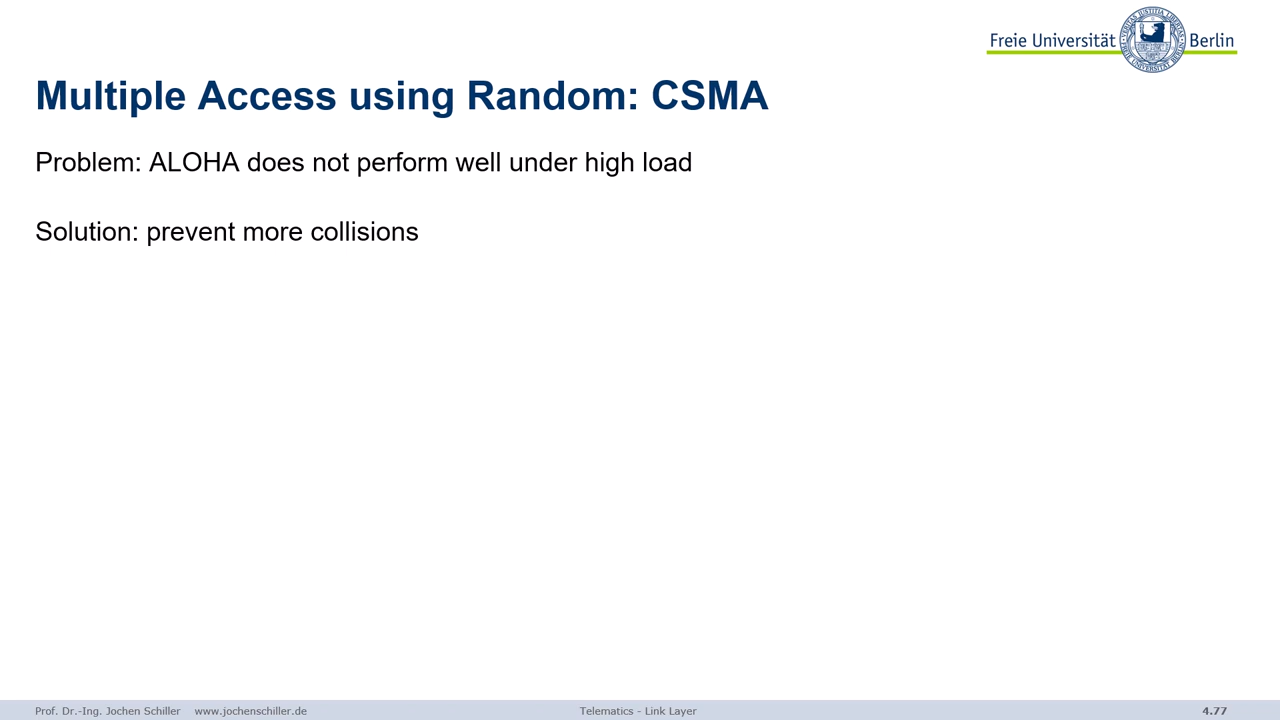 Freie Universität Berlin
Multiple Access using Random: CSMA
Problem: ALOHA does not perform well under high load
Solution: prevent more collisions
Prof. Dr.-Ing. Jochen Schiller www.jochenschiller.de Telematics - Link Layer 4.77